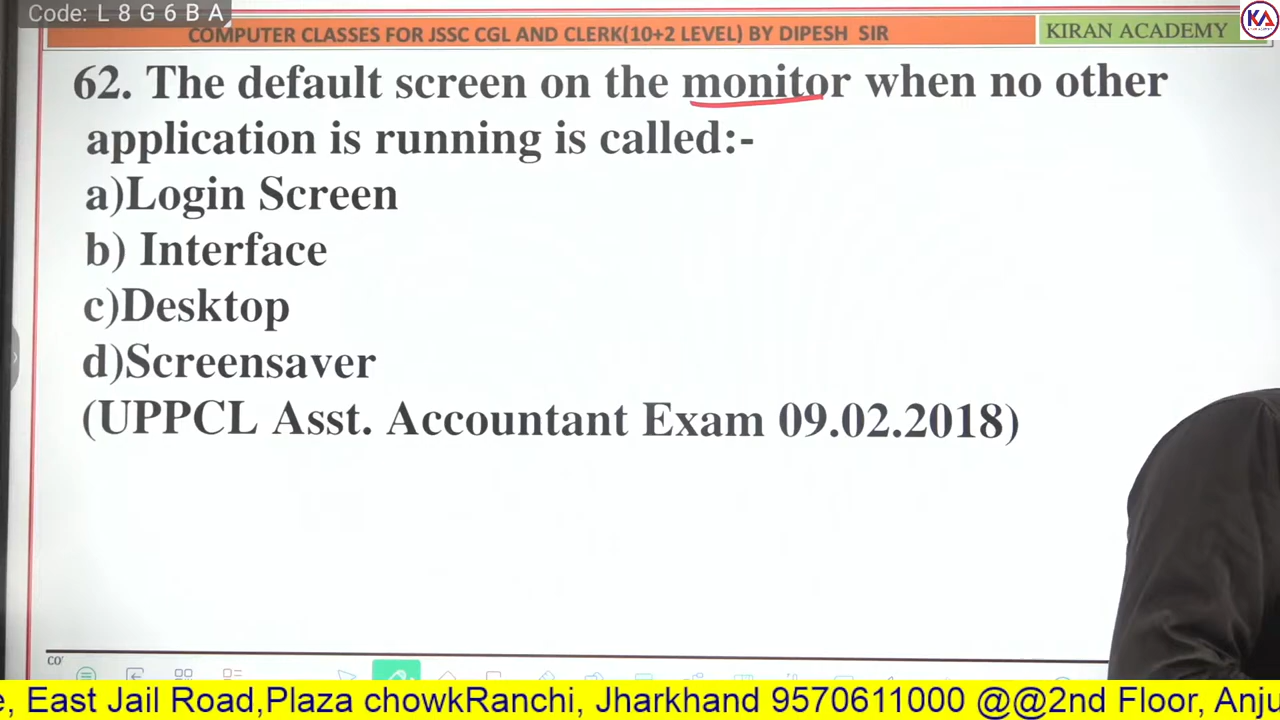 Code: L 8 G 6 B A
COMPUTER CLASSES FOR JSSC CGL AND CLERK(10+2 LEVEL) BY DIPESH SIR
KIRAN ACADEMY
KA
62. The default screen on the monitor when no other
application is running is called:-
a)Login Screen
b) Interface
c)Desktop
d)Screensaver
(UPPCL Asst. Accountant Exam 09.02.2018)
East Jail Road,Plaza chowkRanchi, Jharkhand 9570611000 @@2nd Floor, Anju